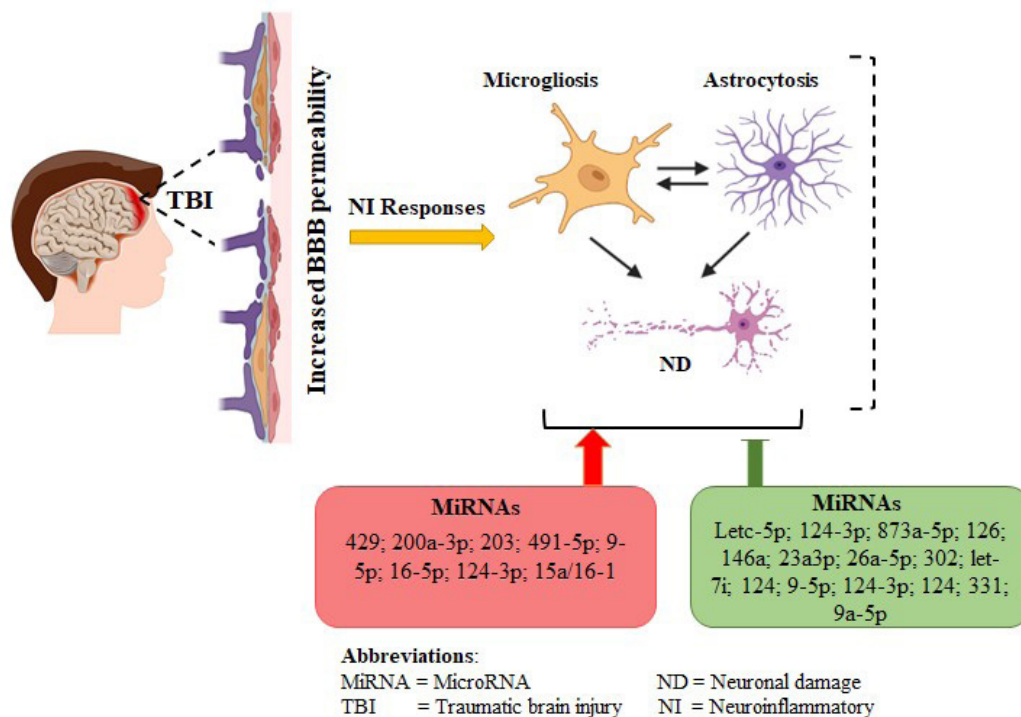 Microgliosis
Astrocytosis
TBI
Increased BBB permeability
NI Responses
ND
MiRNAs
429; 200a-3p; 203; 491-5p; 9-
5p; 16-5p; 124-3p; 15a/16-1
MiRNAs
Letc-5p; 124-3p; 873a-5p; 126;
146a; 23a3p; 26a-5p; 302; let-
7i; 124; 9-5p; 124-3p; 124; 331;
9a-5p
Abbreviations:
MiRNA = MicroRNA
ND = Neuronal damage
TBI = Traumatic brain injury
NI = Neuroinflammatory